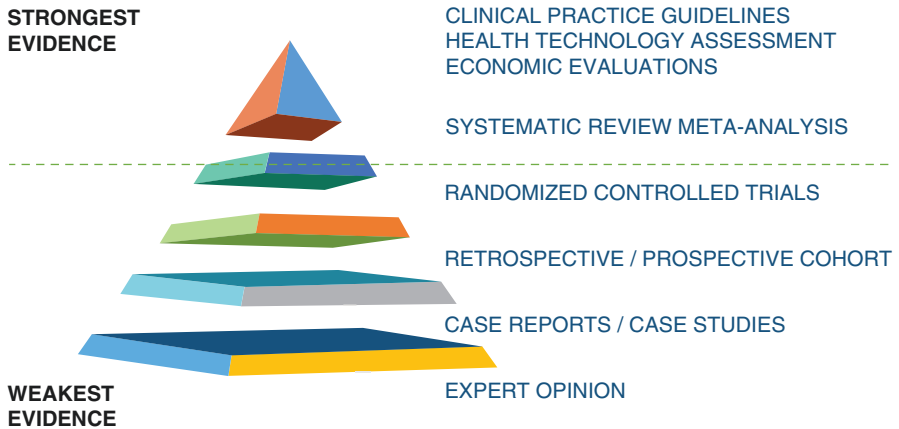 STRONGEST
EVIDENCE
CLINICAL PRACTICE GUIDELINES
HEALTH TECHNOLOGY ASSESSMENT
ECONOMIC EVALUATIONS
SYSTEMATIC REVIEW META-ANALYSIS
RANDOMIZED CONTROLLED TRIALS
RETROSPECTIVE / PROSPECTIVE COHORT
CASE REPORTS / CASE STUDIES
EXPERT OPINION
WEAKEST
EVIDENCE